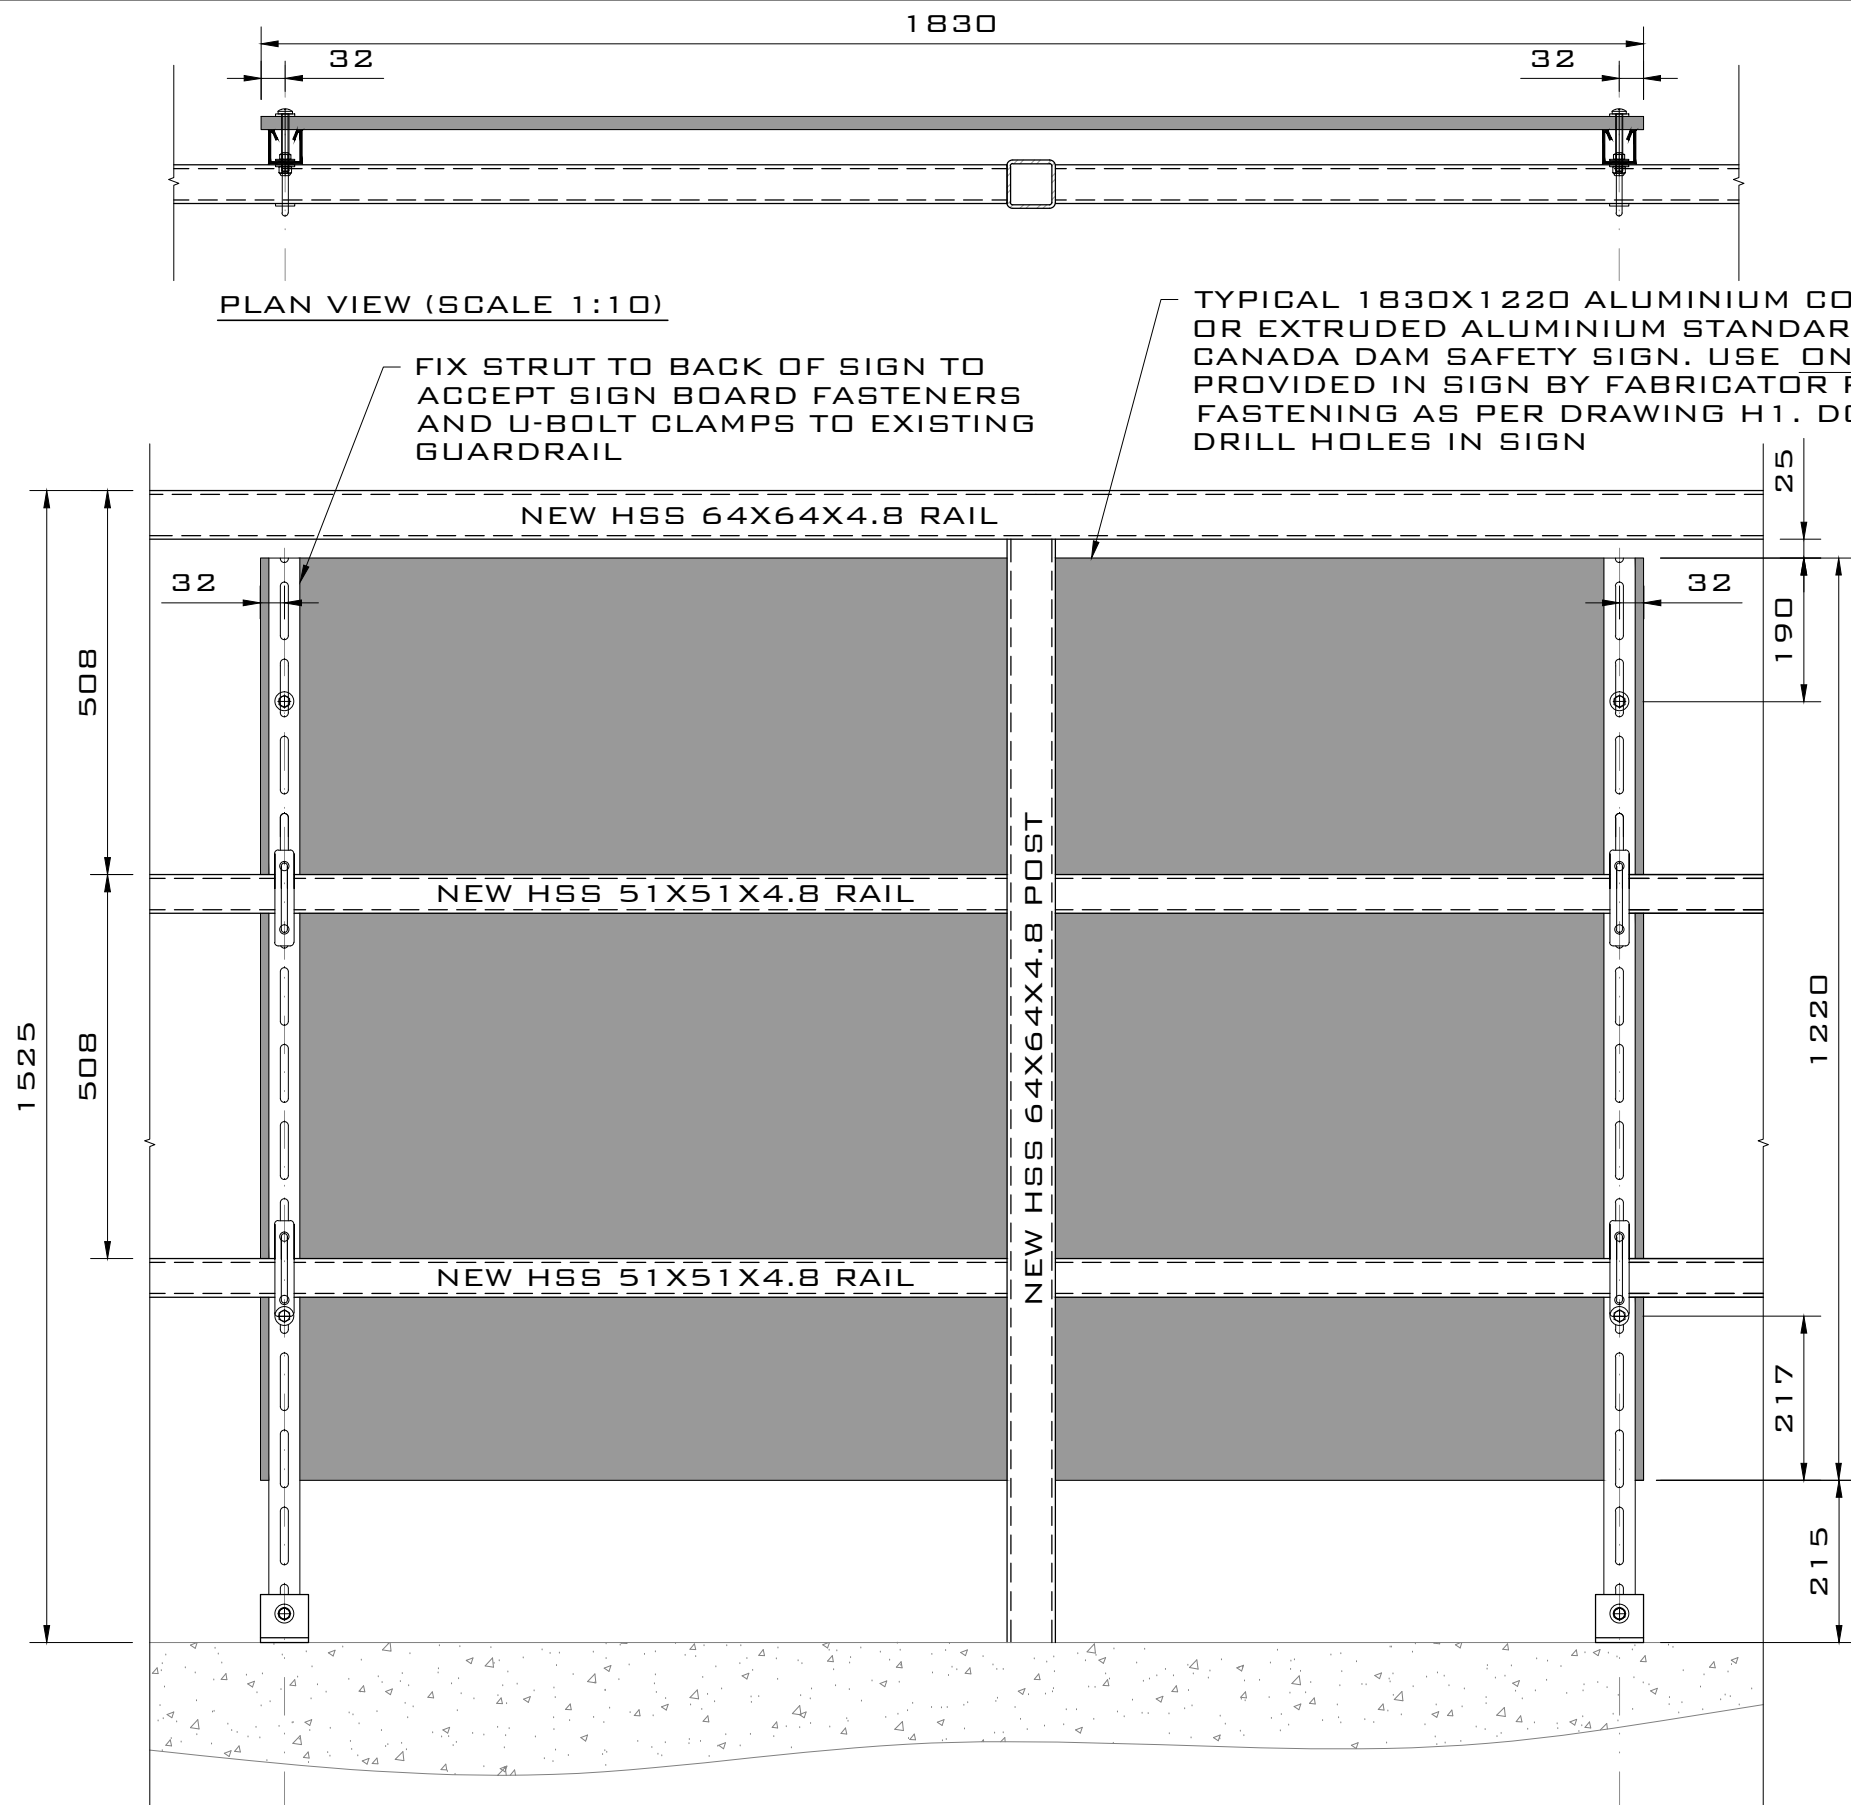 1830
32
32
PLAN VIEW (SCALE 1:10)
TYPICAL 1830X1220 ALUMINIUM
OR EXTRUDED ALUMINIUM
CANADA DAM SAFETY SIGN. USE
PROVIDED IN SIGN BY FABRICATOR
FASTENING AS PER DRAWING H1.
DRILL HOLES IN SIGN
FIX STRUT TO BACK OF SIGN TO
ACCEPT SIGN BOARD FASTENERS
AND U-BOLT CLAMPS TO EXISTING
GUARDRAIL
25
NEW HSS 64X64X4.8 RAIL
32
32
190
508
NEW HSS 51X51X4.8 RAIL
NEW HSS 64X64X4.8 POST
1525
508
1220
NEW HSS 51X51X4.8 RAIL
217
215